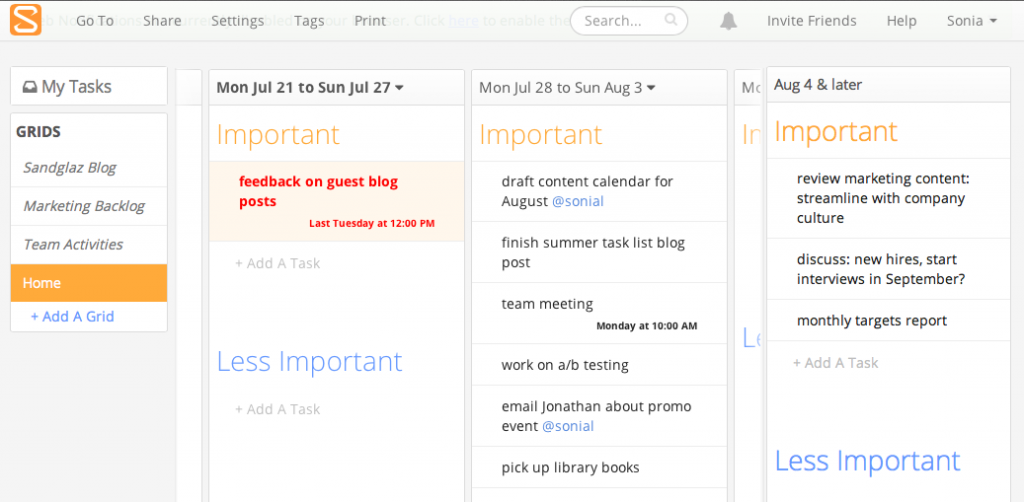 Go To Share Settings Tags Print Search... Invite Friends Help Sonia
My Tasks
GRIDS
Sandglaz Blog
Marketing Backlog
Team Activities
Home
+ Add A Grid
Mon Jul 21 to Sun Jul 27
Important
feedback on guest blog
posts
Last Tuesday at 12:00 PM
+ Add A Task
Less Important
+ Add A Task
Mon Jul 28 to Sun Aug 3
Important
draft content calendar for
August @sonial
finish summer task list blog
post
team meeting
Monday at 10:00 AM
work on a/b testing
email Jonathan about promo
event @sonial
pick up library books
Aug 4 & later
Important
review marketing content:
streamline with company
culture
discuss: new hires, start
interviews in September?
monthly targets report
+ Add A Task
Less Important